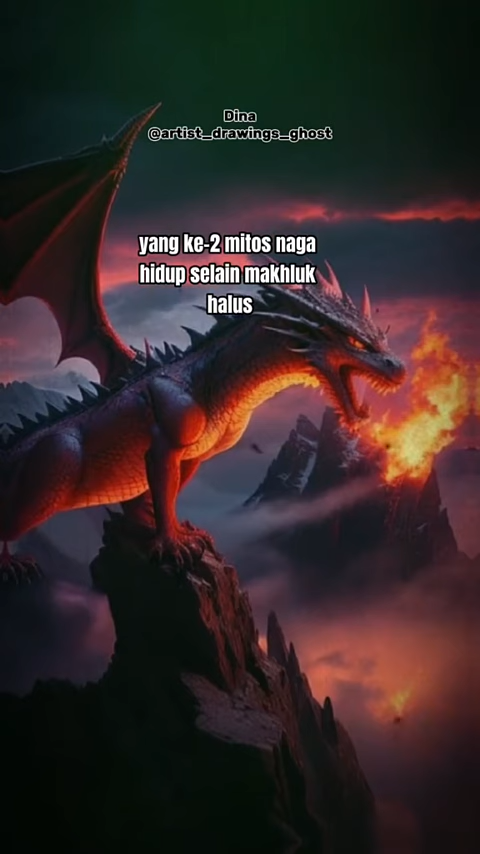 Dina
@artist_drawings_ghost
yang ke-2 mitos naga
hidup selain makhluk
halus